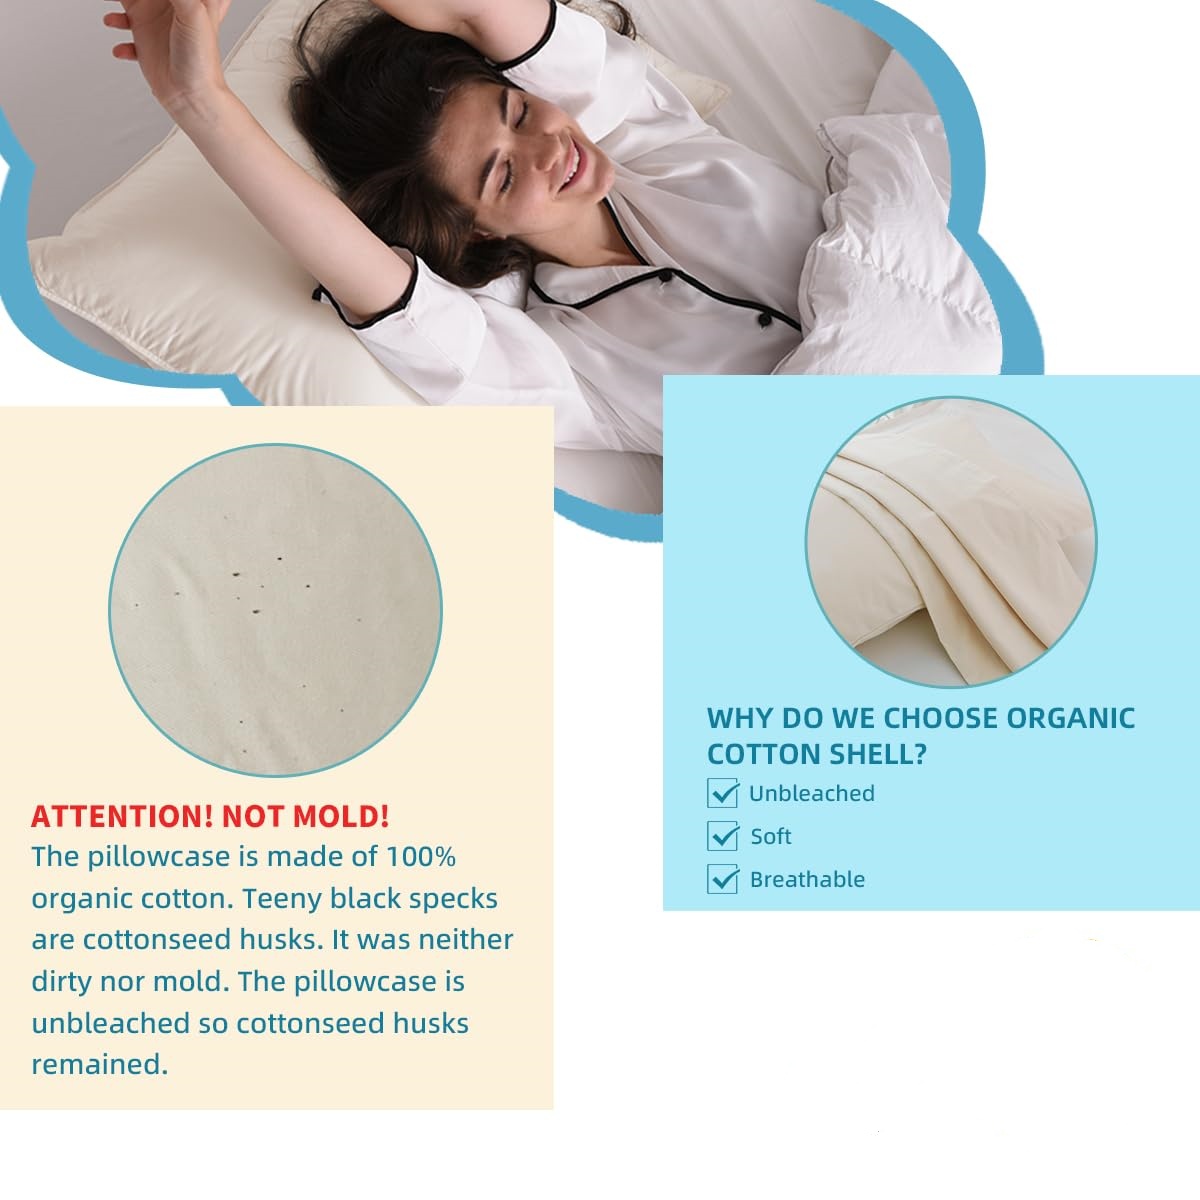 ATTENTION! NOT MOLD!
The pillowcase is made of 100%
organic cotton. Teeny black specks
are cottonseed husks. It was neither
dirty nor mold. The pillowcase is
unbleached so cottonseed husks
remained.
WHY DO WE CHOOSE ORGANIC
COTTON SHELL?
Unbleached
Soft
Breathable